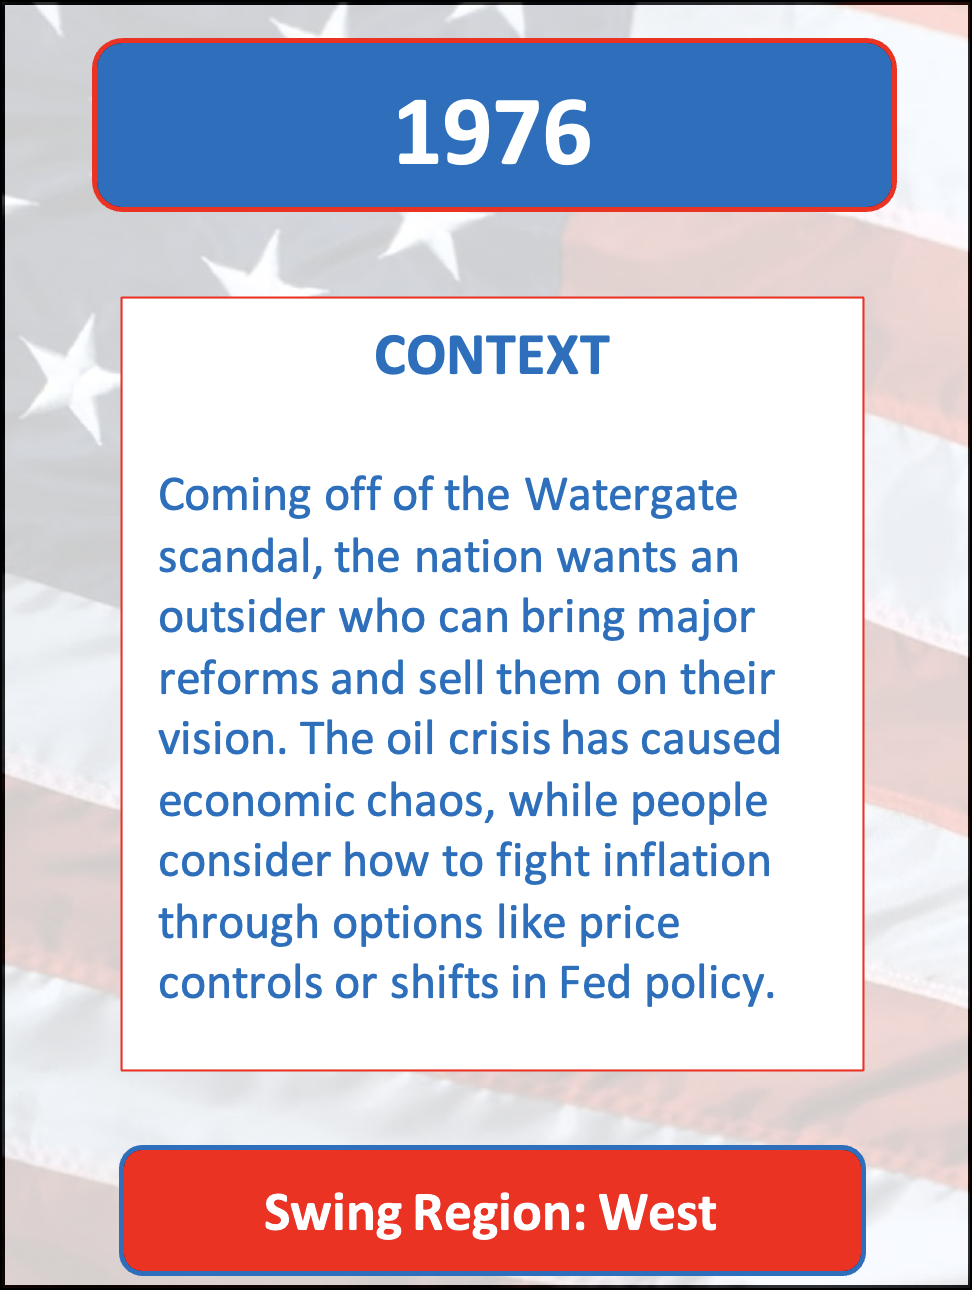 1976
CONTEXT
Coming off of the Watergate
scandal, the nation wants an
outsider who can bring major
reforms and sell them on their
vision. The oil crisis has caused
economic chaos, while people
consider how to fight inflation
through options like price
controls or shifts in Fed policy.
Swing Region: West